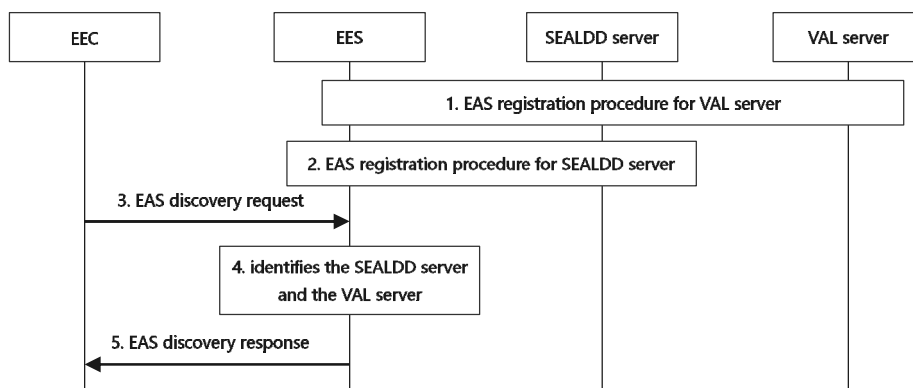 EEC
EES
SEALDD server
VAL server
1. EAS registration procedure for VAL server
2. EAS registration procedure for SEALDD server
3. EAS discovery request
4. identifies the SEALDD server
and the VAL server
5. EAS discovery response